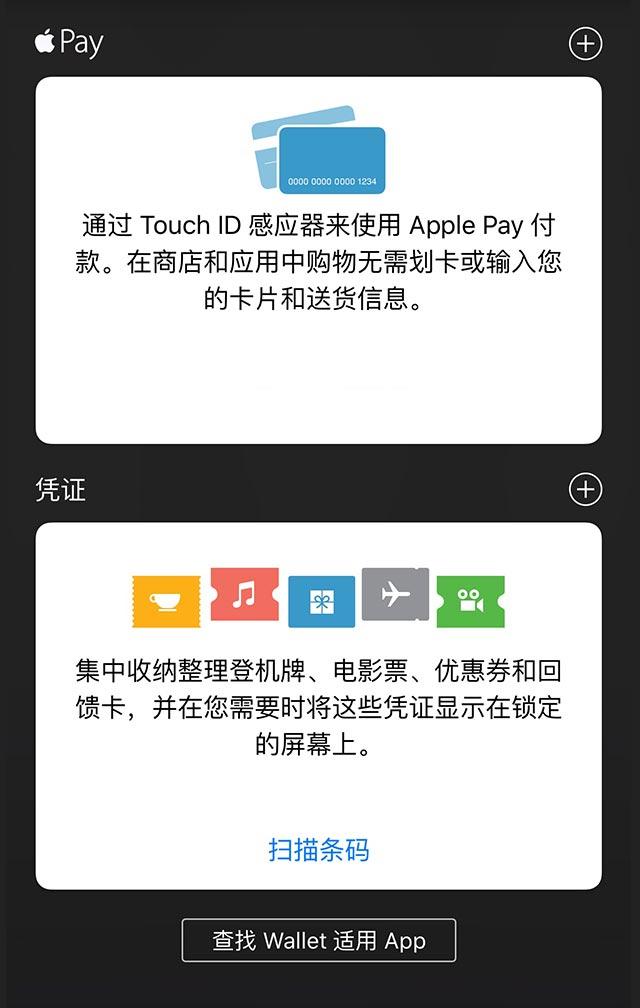 Pay
0000 0000 0000 1234
通过 Touch ID 感应器来使用 Apple Pay 付
款。在商店和应用中购物无需划卡或输入您
的卡片和送货信息。
凭证
集中收纳整理登机牌、电影票、优惠券和回
馈卡，并在您需要时将这些凭证显示在锁定
的屏幕上。
扫描条码
查找 Wallet 适用 App